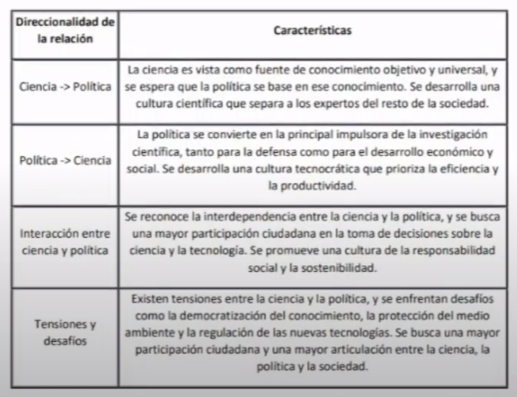 Direccionalidad de
la relación
Características
Ciencia -> Política
La ciencia es vista como fuente de conocimiento objetivo y universal, y
se espera que la política se base en ese conocimiento. Se desarrolla una
cultura científica que separa a los expertos del resto de la sociedad.
Política -> Ciencia
La política se convierte en la principal impulsora de la investigación
científica, tanto para la defensa como para el desarrollo económico y
social. Se desarrolla una cultura tecnocrática que prioriza la eficiencia y
la productividad.
Interacción entre
ciencia y política
Se reconoce la interdependencia entre la ciencia y la política, y se busca
una mayor participación ciudadana en la toma de decisiones sobre la
ciencia y la tecnología. Se promueve una cultura de la responsabilidad
social y la sostenibilidad.
Tensiones y
desafíos
Existen tensiones entre la ciencia y la política, y se enfrentan desafíos
como la democratización del conocimiento, la protección del medio
ambiente y la regulación de las nuevas tecnologías. Se busca una mayor
participación ciudadana y una mayor articulación entre la ciencia, la
política y la sociedad.